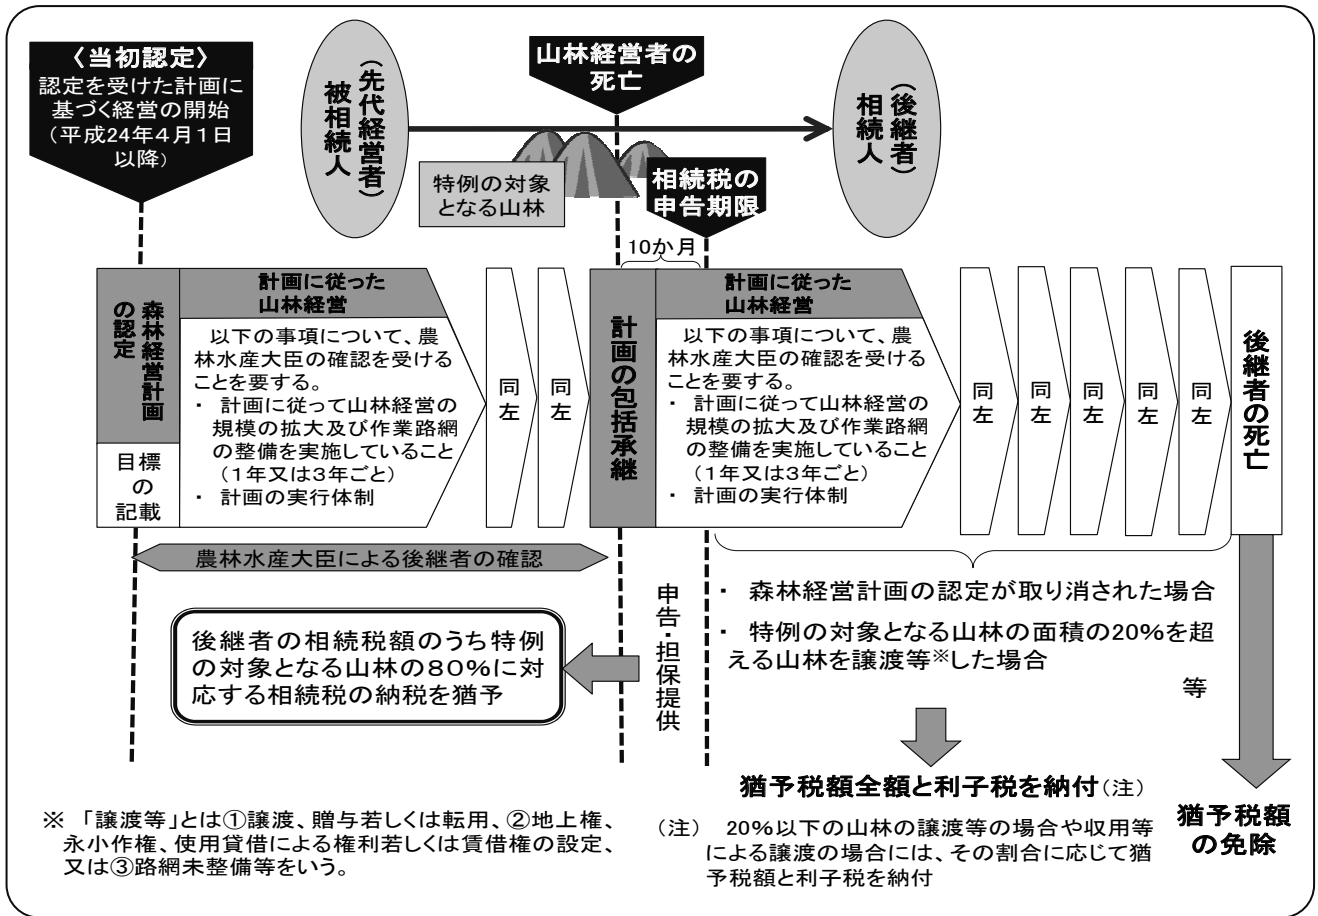 〈当初認定〉
認定を受けた計画に
基づく経営の開始
（平成24年４月１日
以降）
（先代経営者）
被相続人
山林経営者の
死亡
（後継者）
相続人
特例の対象
となる山林
相続税の
申告期限
10か月
森林経営計画
の認定
目標
の
記載
計画に従った
山林経営
以下の事項について、農
林水産大臣の確認を受ける
ことを要する。
・ 計画に従って山林経営の
規模の拡大及び作業路網
の整備を実施していること
（１年又は３年ごと）
・ 計画の実行体制
同左
同左
計画の包括承継
計画に従った
山林経営
以下の事項について、農
林水産大臣の確認を受ける
ことを要する。
・ 計画に従って山林経営の
規模の拡大及び作業路網
の整備を実施していること
（１年又は３年ごと）
・ 計画の実行体制
同左
同左
同左
同左
同左
後継者の死亡
農林水産大臣による後継者の確認
後継者の相続税額のうち特例
の対象となる山林の８０％に対
応する相続税の納税を猶予
申告・担保提供
・ 森林経営計画の認定が取り消された場合
・ 特例の対象となる山林の面積の20％を超
える山林を譲渡等※した場合
等
猶予税額全額と利子税を納付（注）
（注） 20％以下の山林の譲渡等の場合や収用等
による譲渡の場合には、その割合に応じて猶
予税額と利子税を納付
猶予税額
の免除
※ 「譲渡等」とは①譲渡、贈与若しくは転用、②地上権、
永小作権、使用貸借による権利若しくは賃借権の設定、
又は③路網未整備等をいう。